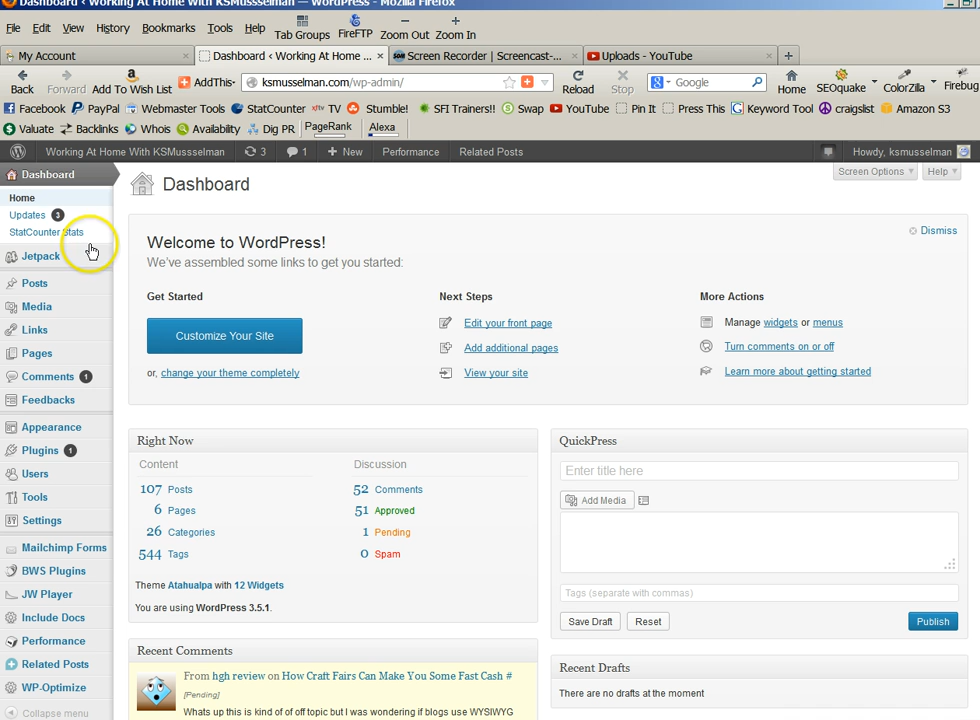 Dashboard ‹ Working At Home With KSMussselman — WordPress - Mozilla Firefox
File Edit View History Bookmarks Tools Help Tab Groups FireFTP Zoom Out Zoom In
My Account × Dashboard ‹ Working At Home ... × Screen Recorder | Screencast-... × Uploads - YouTube × +
Back Forward Add To Wish List AddThis ksmusselman.com/wp-admin/ Reload Stop Google Home SEOquake ColorZilla Firebug
Facebook PayPal Webmaster Tools StatCounter TV Stumble! SFI Trainers!! Swap YouTube Pin It Press This Keyword Tool craigslist Amazon S3
Valuate Backlinks Whois Availability Dig PR PageRank Alexa
Working At Home With KSMussselman 3 1 + New Performance Related Posts Howdy, ksmusselman
Dashboard
Home
Updates 3
StatCounter Stats
Jetpack
Posts
Media
Links
Pages
Comments 1
Feedbacks
Appearance
Plugins 1
Users
Tools
Settings
Mailchimp Forms
BWS Plugins
JW Player
Include Docs
Performance
Related Posts
WP-Optimize
Collapse menu
Dashboard
Screen Options Help
Welcome to WordPress!
Dismiss
We've assembled some links to get you started:
Get Started
Customize Your Site
or, change your theme completely
Next Steps
Edit your front page
Add additional pages
View your site
More Actions
Manage widgets or menus
Turn comments on or off
Learn more about getting started
Right Now
Content Discussion
107 Posts 52 Comments
6 Pages 51 Approved
26 Categories 1 Pending
544 Tags 0 Spam
Theme Atahualpa with 12 Widgets
You are using WordPress 3.5.1.
Recent Comments
From hgh review on How Craft Fairs Can Make You Some Fast Cash #
[Pending]
Whats up this is kind of of off topic but I was wondering if blogs use WYSIWYG
QuickPress
Enter title here
Add Media
Tags (separate with commas)
Save Draft Reset Publish
Recent Drafts
There are no drafts at the moment